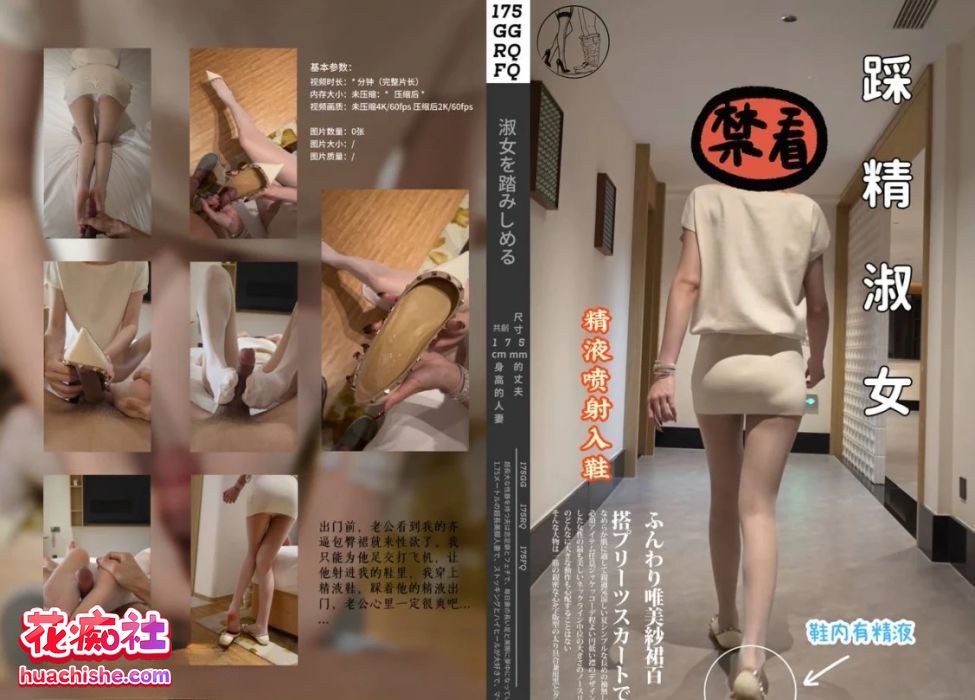 基本参数：
视频时长：* 分钟（完整片长）
内存大小：未压缩：* 压缩后 *
视频画质：未压缩4K/60fps 压缩后2K/60fps
图片数量：0张
图片大小：/
图片质量：/
出门前，老公看到我的齐
逼包臀裙就来性欲了，我
只能为他足交打飞机，让
他射进我的鞋里，我穿上
精液鞋，踩着他的精液出
门，老公心里一定很爽吧...
...
花痴社
huachishe.com
175
GG
RQ
FQ
淑女を踏みしめる
共創
尺寸175mm的丈夫
175cm身高的人妻
175GG 175RQ 175FQ
禁看
踩精淑女
精液喷射入鞋
ふんわり唯美紗裙百
搭プリーツスカートで
鞋内有精液